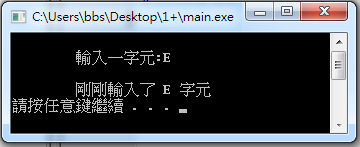 C:\Users\bbs\Desktop\1+\main.exe
輸入一字元:E
剛剛輸入了 E 字元
請按任意鍵繼續 . . .